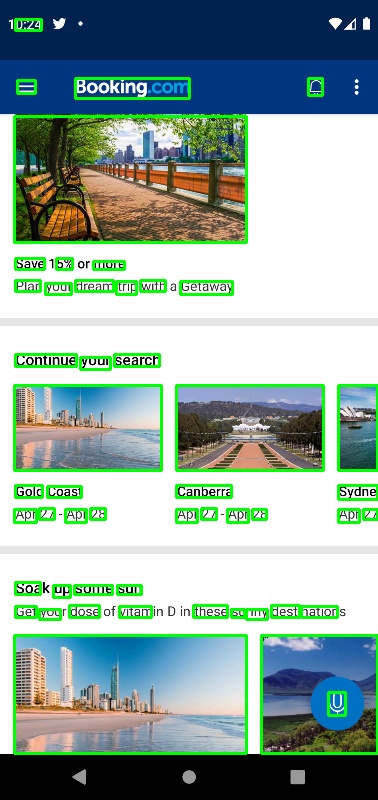 10:24
Booking.com
Save 15% or more
Plan your dream trip with a Getaway
Continue your search
Gold Coast
Canberra
Sydne
Apr 27 - Apr 28
Apr 27 - Apr 28
Apr 27
Soak up some sun
Get your dose of vitamin D in these sunny destinations